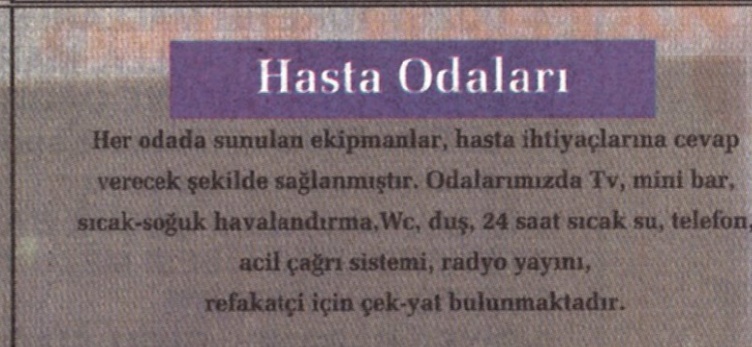 Hasta Odaları
Her odada sunulan ekipmanlar, hasta ihtiyaçlarına cevap
verecek şekilde sağlanmıştır. Odalarımızda Tv, mini bar,
sıcak-soğuk havalandırma,Wc, duş, 24 saat sıcak su, telefon,
acil çağrı sistemi, radyo yayını,
refakatçi için çek-yat bulunmaktadır.